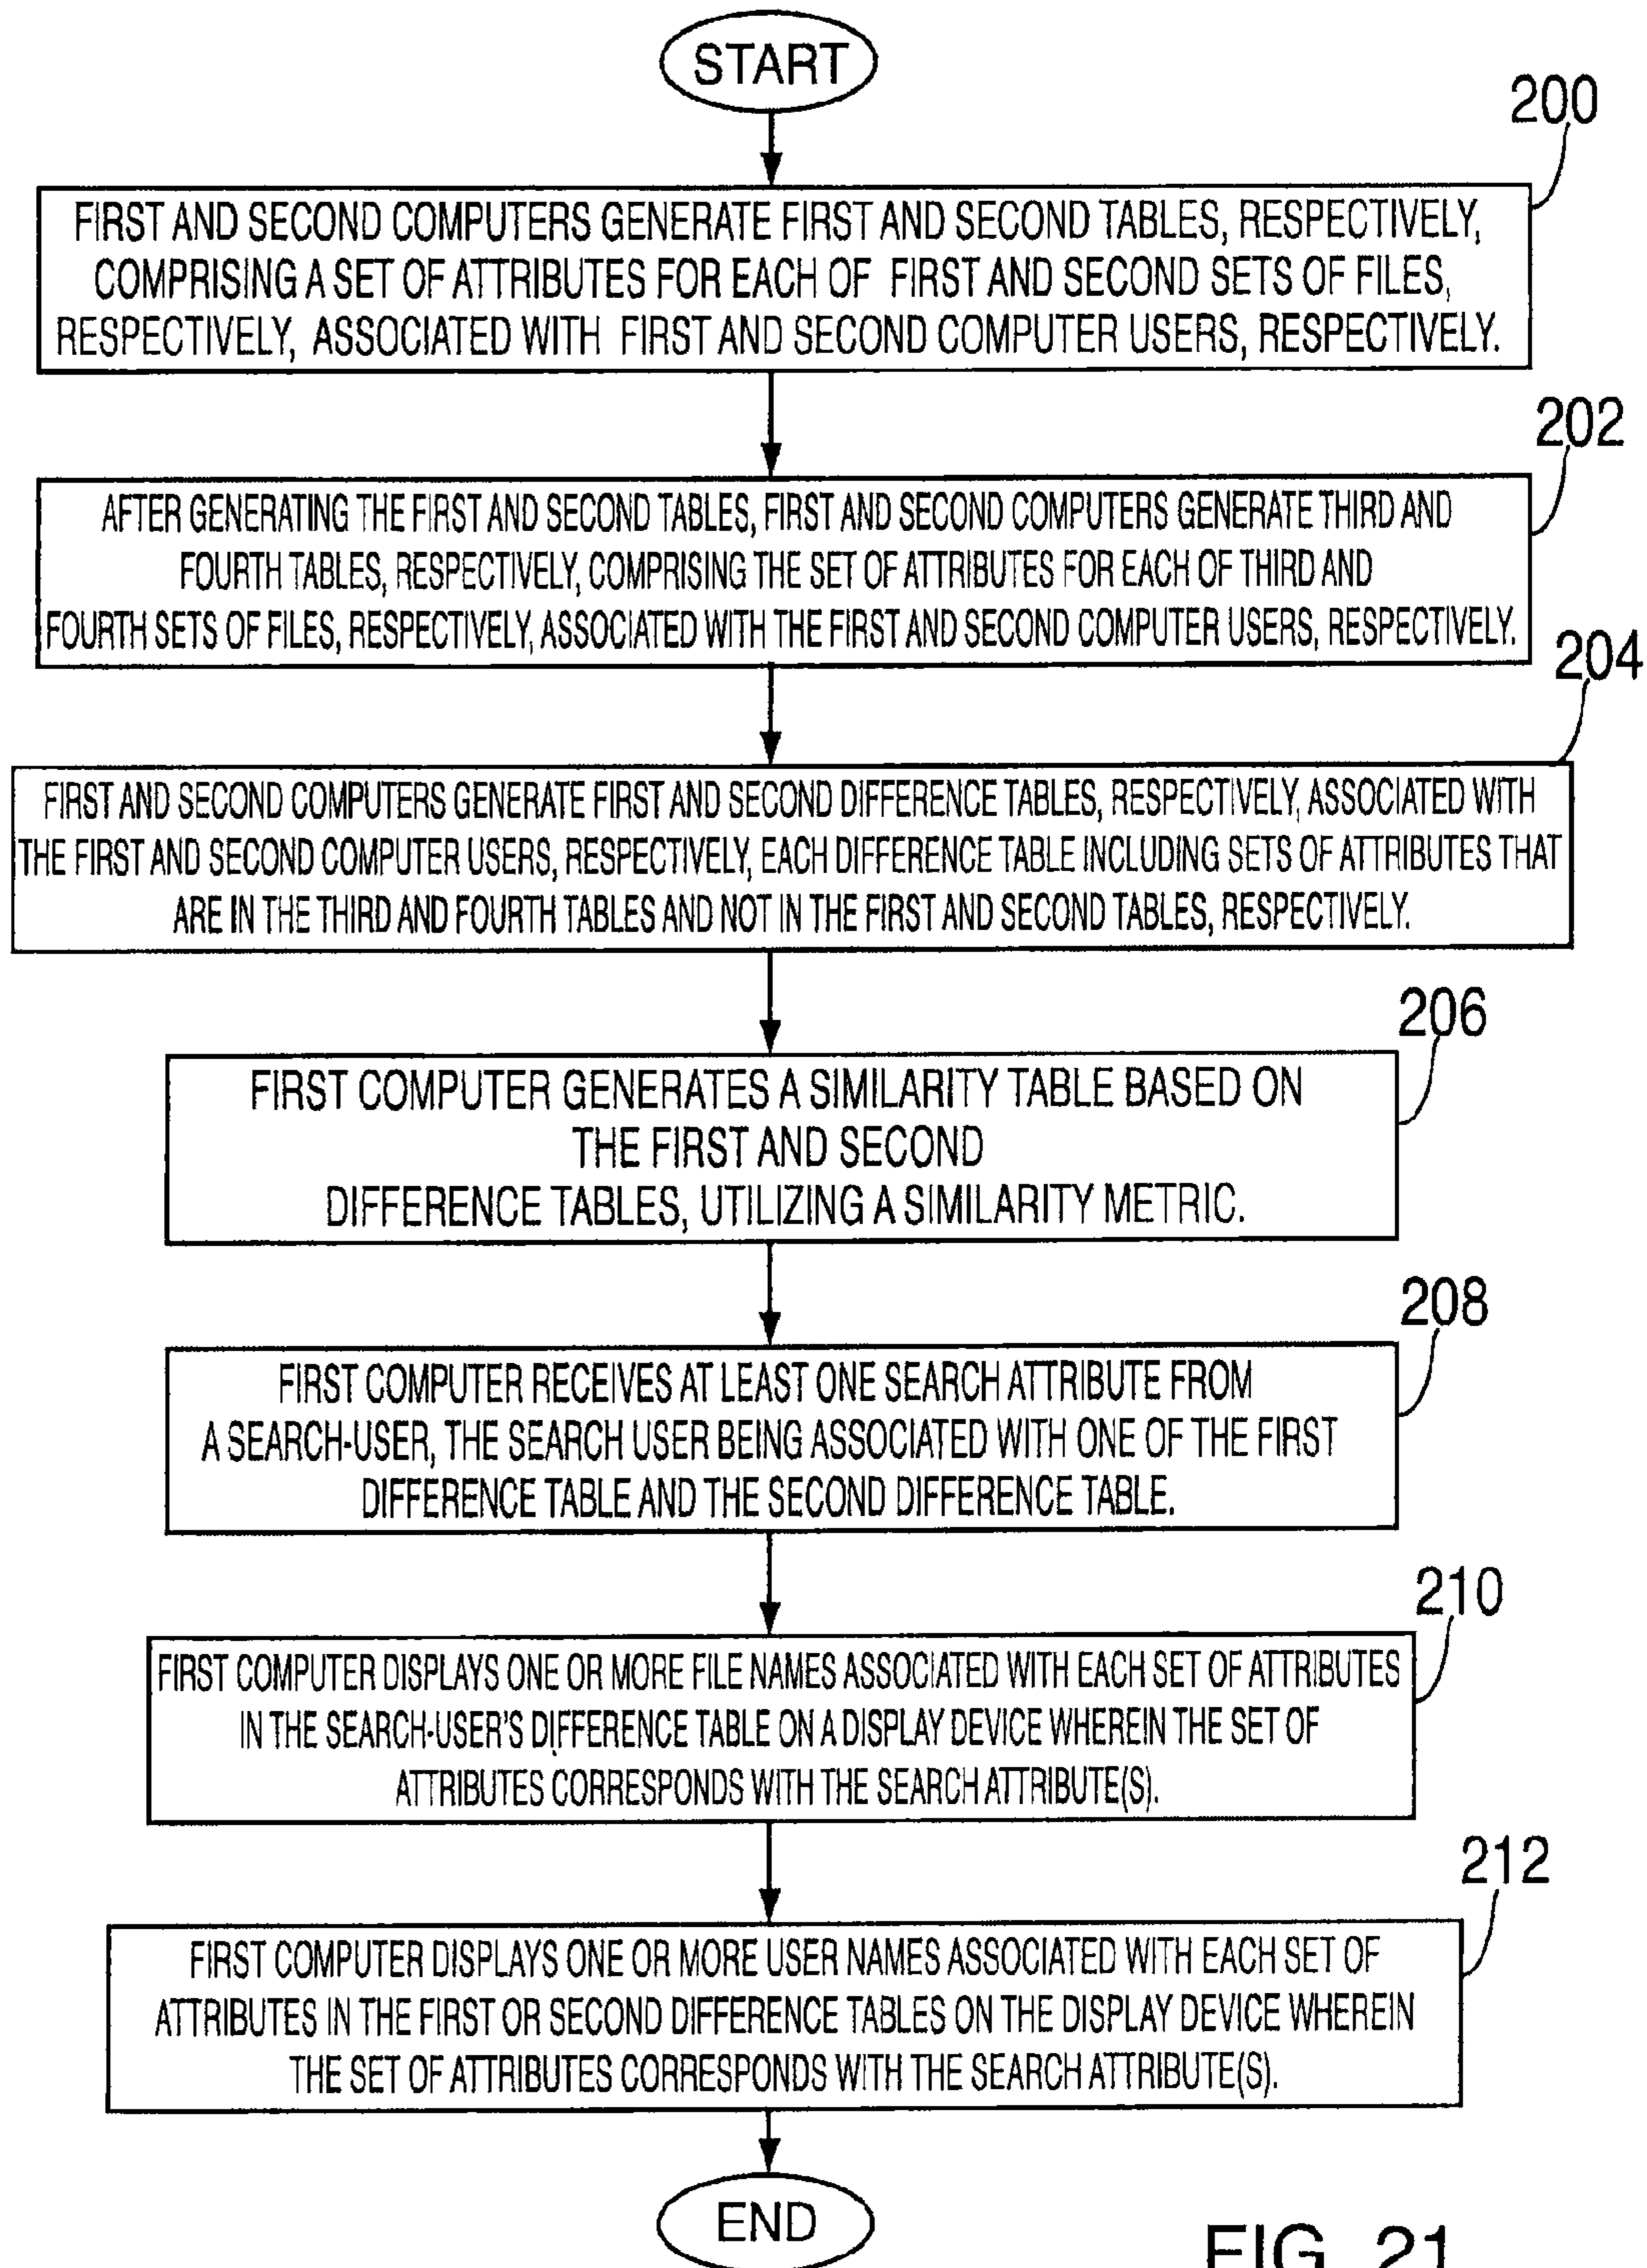 START
200
FIRST AND SECOND COMPUTERS GENERATE FIRST AND SECOND TABLES, RESPECTIVELY,
COMPRISING A SET OF ATTRIBUTES FOR EACH OF FIRST AND SECOND SETS OF FILES,
RESPECTIVELY, ASSOCIATED WITH FIRST AND SECOND COMPUTER USERS, RESPECTIVELY.
202
AFTER GENERATING THE FIRST AND SECOND TABLES, FIRST AND SECOND COMPUTERS GENERATE THIRD AND
FOURTH TABLES, RESPECTIVELY, COMPRISING THE SET OF ATTRIBUTES FOR EACH OF THIRD AND
FOURTH SETS OF FILES, RESPECTIVELY, ASSOCIATED WITH THE FIRST AND SECOND COMPUTER USERS, RESPECTIVELY.
204
FIRST AND SECOND COMPUTERS GENERATE FIRST AND SECOND DIFFERENCE TABLES, RESPECTIVELY, ASSOCIATED WITH
THE FIRST AND SECOND COMPUTER USERS, RESPECTIVELY, EACH DIFFERENCE TABLE INCLUDING SETS OF ATTRIBUTES THAT
ARE IN THE THIRD AND FOURTH TABLES AND NOT IN THE FIRST AND SECOND TABLES, RESPECTIVELY.
206
FIRST COMPUTER GENERATES A SIMILARITY TABLE BASED ON
THE FIRST AND SECOND
DIFFERENCE TABLES, UTILIZING A SIMILARITY METRIC.
208
FIRST COMPUTER RECEIVES AT LEAST ONE SEARCH ATTRIBUTE FROM
A SEARCH-USER, THE SEARCH USER BEING ASSOCIATED WITH ONE OF THE FIRST
DIFFERENCE TABLE AND THE SECOND DIFFERENCE TABLE.
210
FIRST COMPUTER DISPLAYS ONE OR MORE FILE NAMES ASSOCIATED WITH EACH SET OF ATTRIBUTES
IN THE SEARCH-USER'S DIFFERENCE TABLE ON A DISPLAY DEVICE WHEREIN THE SET OF
ATTRIBUTES CORRESPONDS WITH THE SEARCH ATTRIBUTE(S).
212
FIRST COMPUTER DISPLAYS ONE OR MORE USER NAMES ASSOCIATED WITH EACH SET OF
ATTRIBUTES IN THE FIRST OR SECOND DIFFERENCE TABLES ON THE DISPLAY DEVICE WHEREIN
THE SET OF ATTRIBUTES CORRESPONDS WITH THE SEARCH ATTRIBUTE(S).
END
FIG. 21